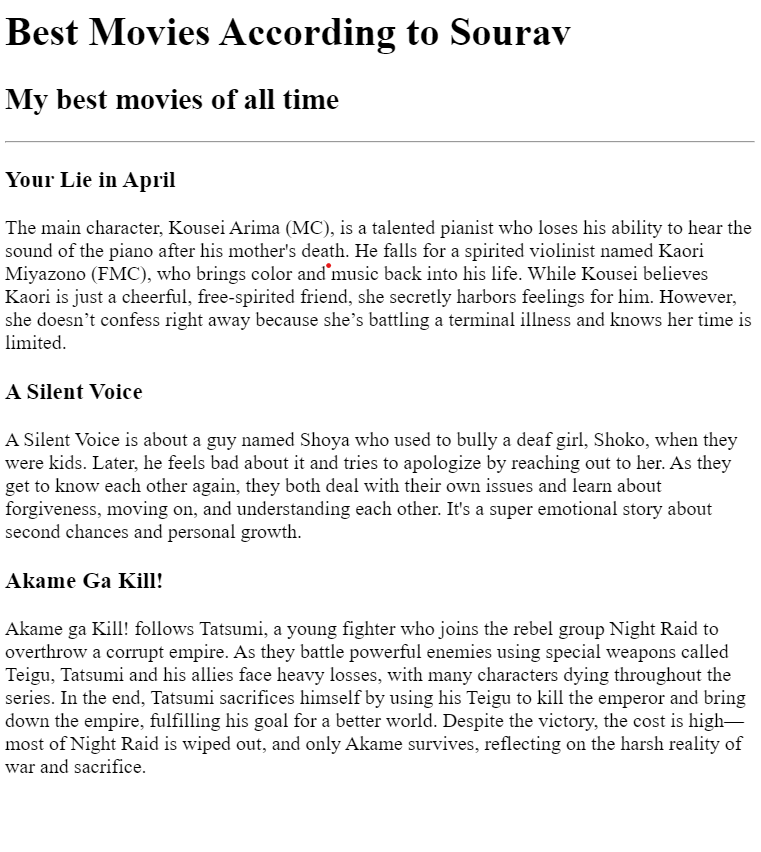 Best Movies According to Sourav
My best movies of all time
Your Lie in April
The main character, Kousei Arima (MC), is a talented pianist who loses his ability to hear the
sound of the piano after his mother's death. He falls for a spirited violinist named Kaori
Miyazono (FMC), who brings color and music back into his life. While Kousei believes
Kaori is just a cheerful, free-spirited friend, she secretly harbors feelings for him. However,
she doesn’t confess right away because she’s battling a terminal illness and knows her time is
limited.
A Silent Voice
A Silent Voice is about a guy named Shoya who used to bully a deaf girl, Shoko, when they
were kids. Later, he feels bad about it and tries to apologize by reaching out to her. As they
get to know each other again, they both deal with their own issues and learn about
forgiveness, moving on, and understanding each other. It's a super emotional story about
second chances and personal growth.
Akame Ga Kill!
Akame ga Kill! follows Tatsumi, a young fighter who joins the rebel group Night Raid to
overthrow a corrupt empire. As they battle powerful enemies using special weapons called
Teigu, Tatsumi and his allies face heavy losses, with many characters dying throughout the
series. In the end, Tatsumi sacrifices himself by using his Teigu to kill the emperor and bring
down the empire, fulfilling his goal for a better world. Despite the victory, the cost is high—
most of Night Raid is wiped out, and only Akame survives, reflecting on the harsh reality of
war and sacrifice.